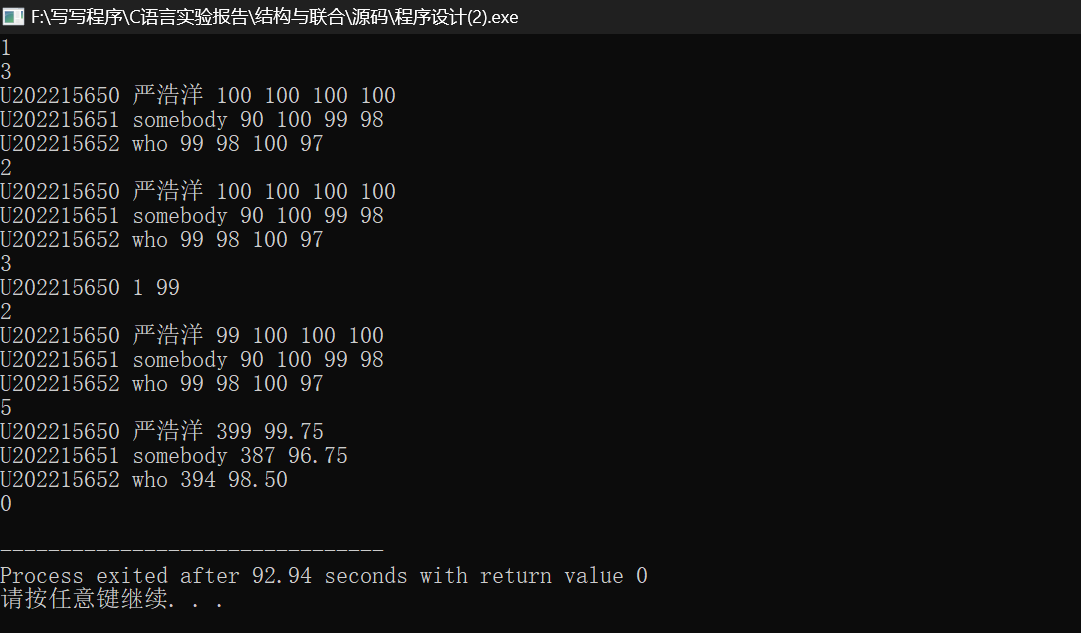 F:\写写程序\C语言实验报告\结构与联合\源码\程序设计(2).exe
1
3
U202215650 严浩洋 100 100 100 100
U202215651 somebody 90 100 99 98
U202215652 who 99 98 100 97
2
U202215650 严浩洋 100 100 100 100
U202215651 somebody 90 100 99 98
U202215652 who 99 98 100 97
3
U202215650 1 99
2
U202215650 严浩洋 99 100 100 100
U202215651 somebody 90 100 99 98
U202215652 who 99 98 100 97
5
U202215650 严浩洋 399 99.75
U202215651 somebody 387 96.75
U202215652 who 394 98.50
0
--------------------------------
Process exited after 92.94 seconds with return value 0
请按任意键继续. . .